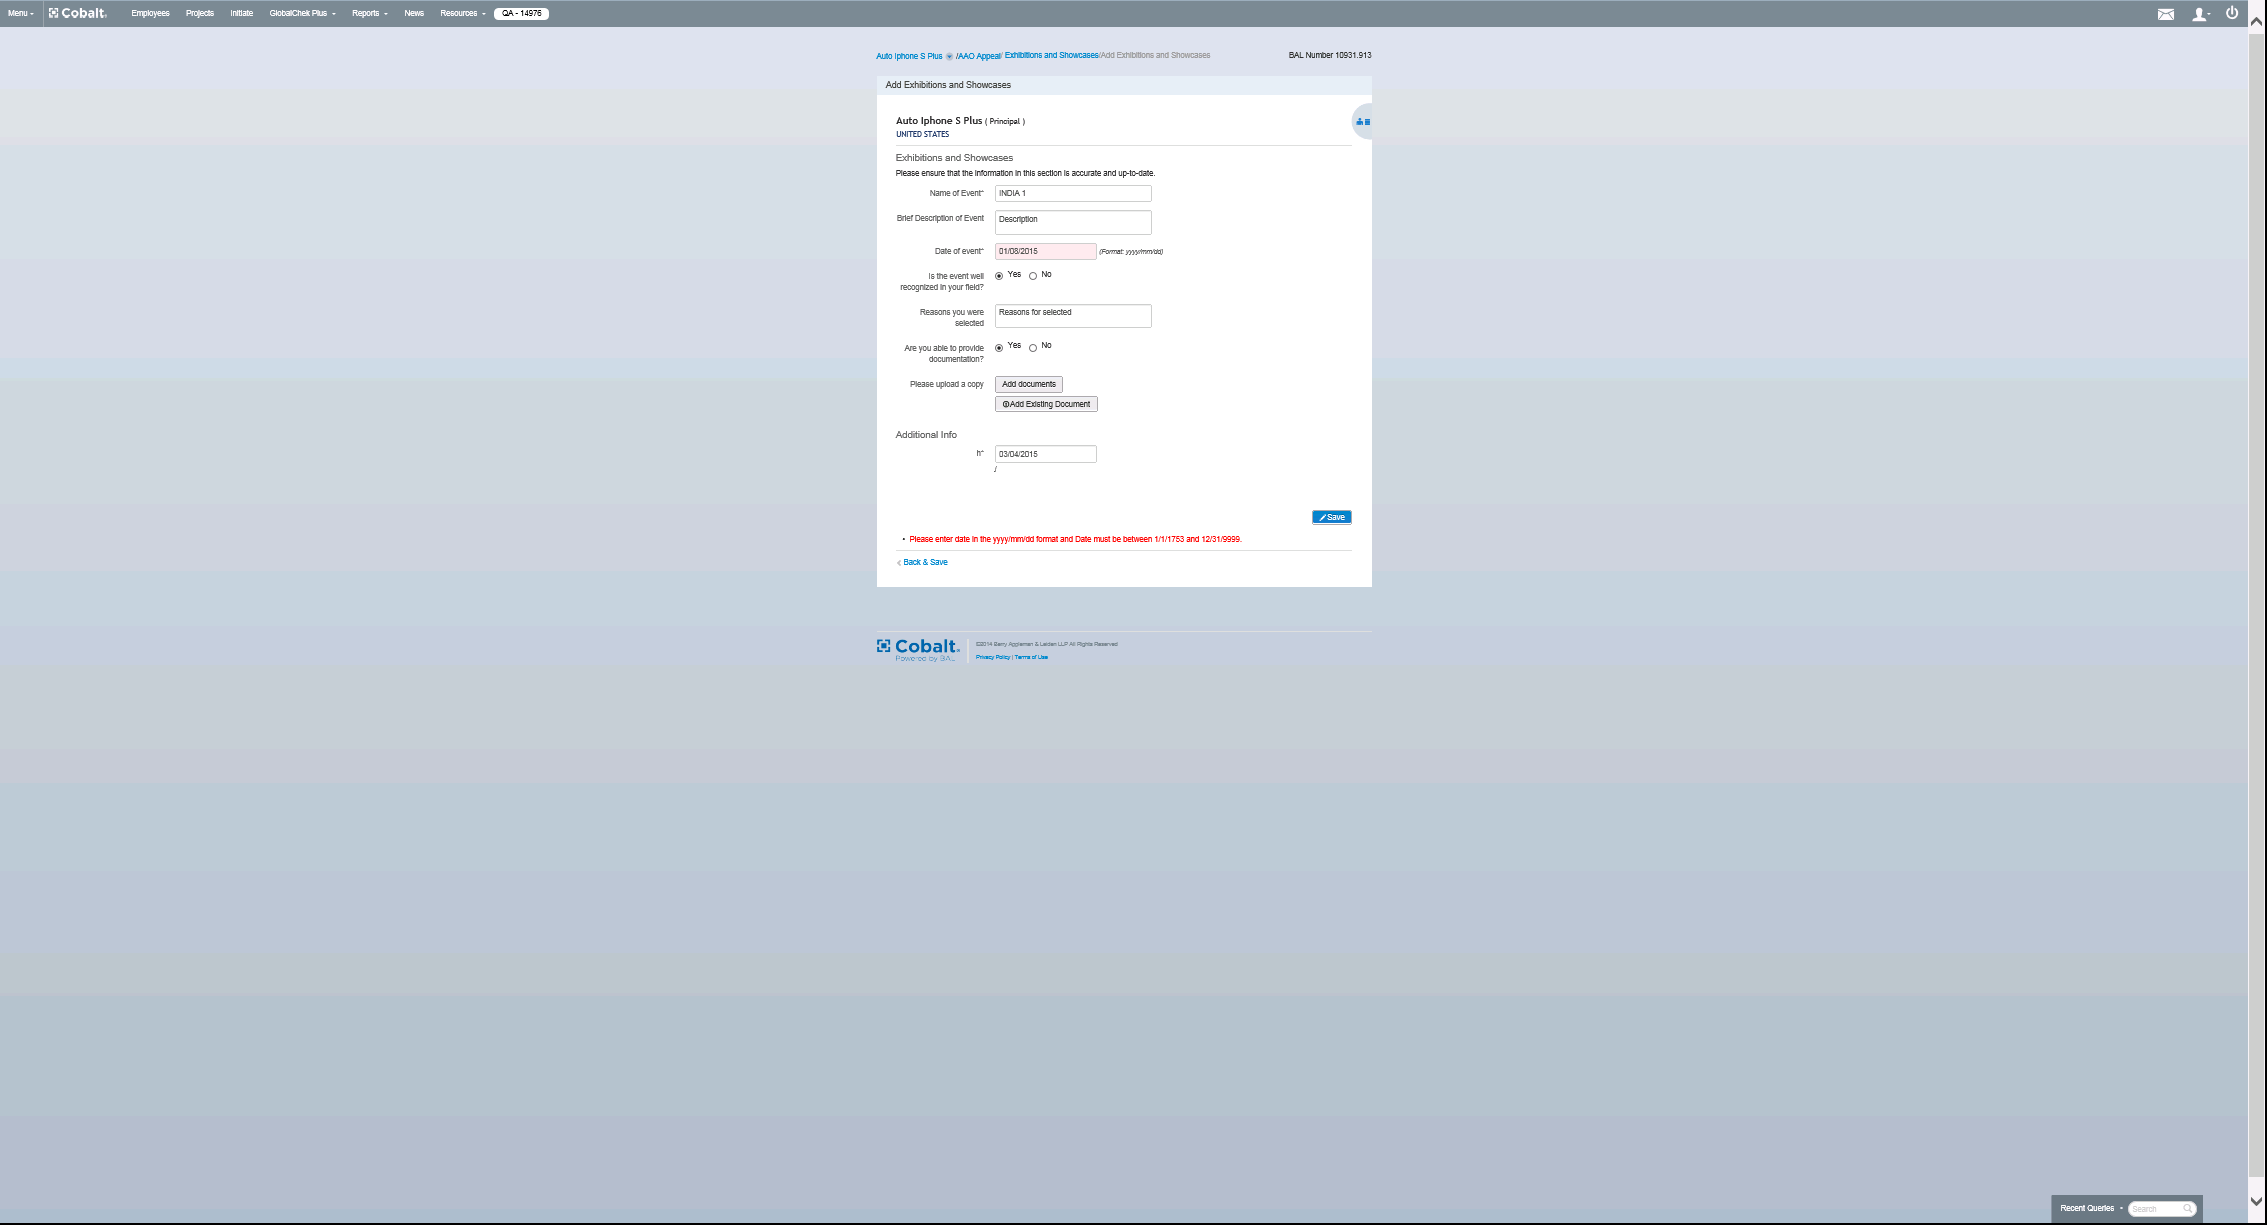 Menu Cobalt Employees Projects Initiate GlobalChek Plus Reports News Resources QA - 14976
Auto Iphone S Plus /AAO Appeal/ Exhibitions and Showcases/Add Exhibitions and Showcases BAL Number 10931.913
Add Exhibitions and Showcases
Auto Iphone S Plus ( Principal )
UNITED STATES
Exhibitions and Showcases
Please ensure that the information in this section is accurate and up-to-date.
Name of Event* INDIA 1
Brief Description of Event Description
Date of event* 01/08/2015 (Format: yyyy/mm/dd)
Is the event well
recognized in your field? Yes No
Reasons you were
selected Reasons for selected
Are you able to provide
documentation? Yes No
Please upload a copy Add documents
Add Existing Document
Additional Info
h* 03/04/2015
./
Save
• Please enter date in the yyyy/mm/dd format and Date must be between 1/1/1753 and 12/31/9999.
Back & Save
Cobalt
Powered by BAL
©2014 Berry Appleman & Leiden LLP All Rights Reserved
Privacy Policy | Terms of Use
Recent Queries Search